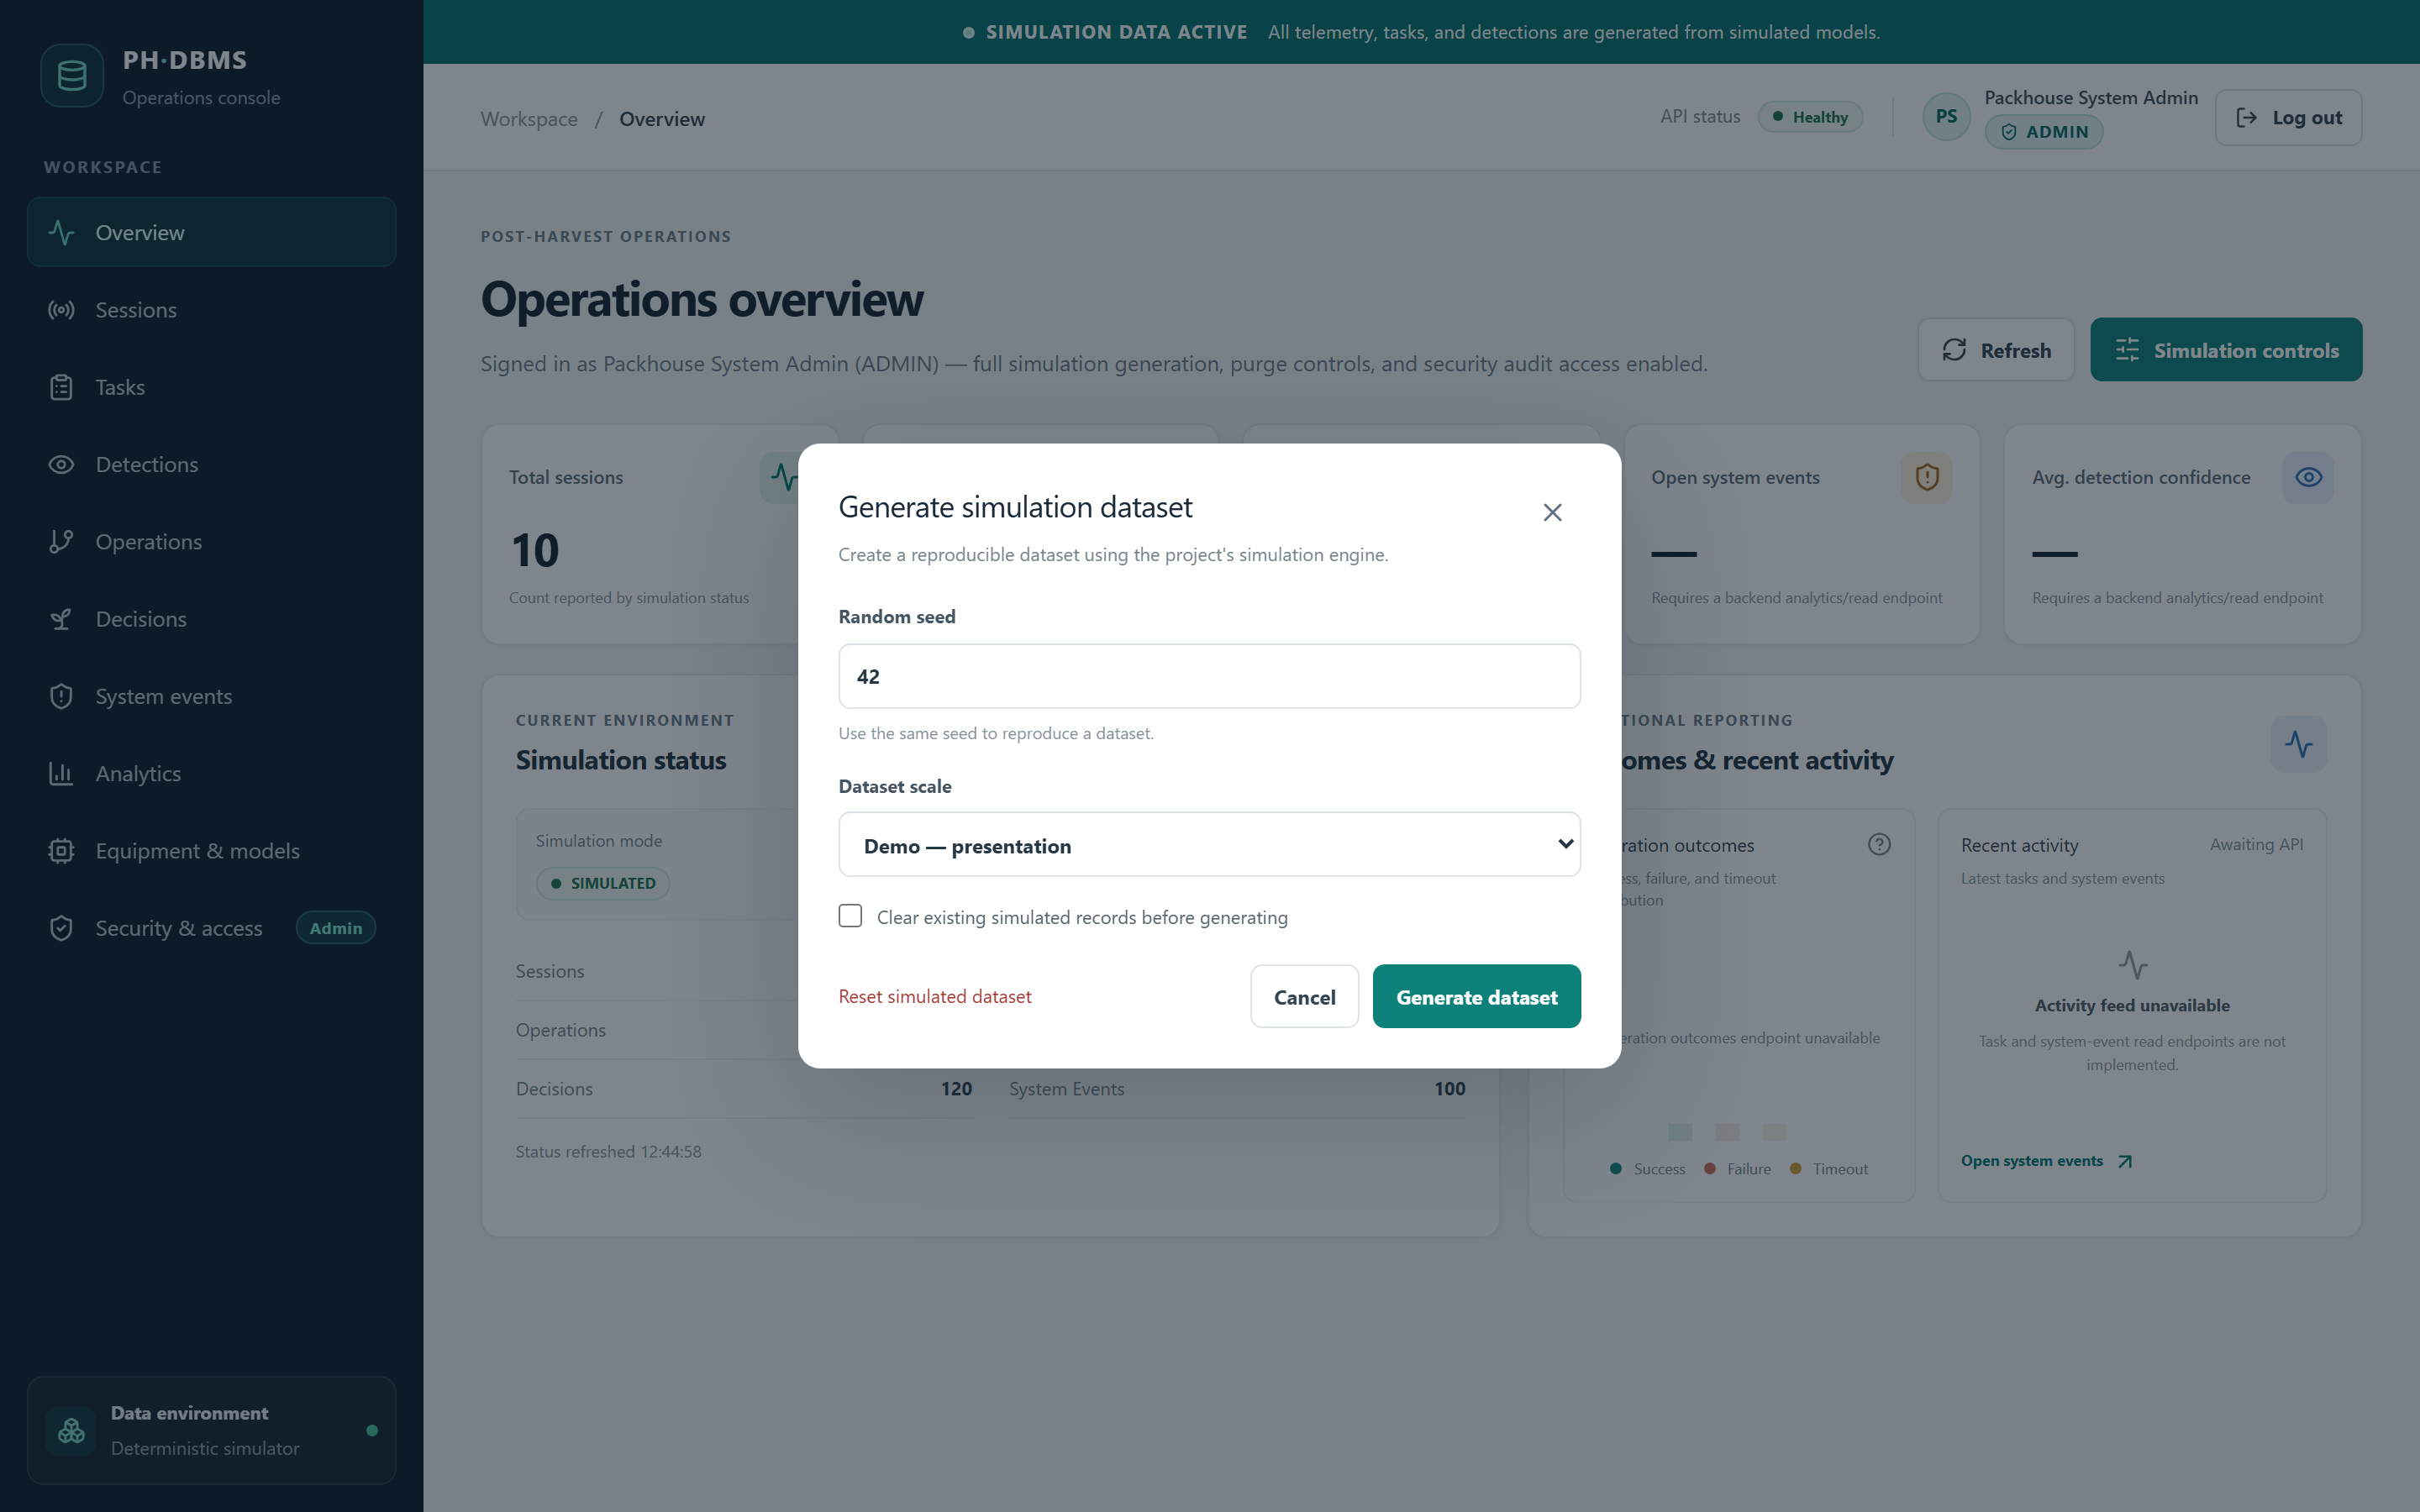 PH·DBMS
Operations console
WORKSPACE
Overview
Sessions
Tasks
Detections
Operations
Decisions
System events
Analytics
Equipment & models
Security & access Admin
Data environment
Deterministic simulator
SIMULATION DATA ACTIVE All telemetry, tasks, and detections are generated from simulated models.
Workspace / Overview
API status Healthy
PS
Packhouse System Admin
ADMIN
Log out
POST-HARVEST OPERATIONS
Operations overview
Signed in as Packhouse System Admin (ADMIN) — full simulation generation, purge controls, and security audit access enabled.
Refresh
Simulation controls
Total sessions
10
Count reported by simulation status
Open system events
—
Requires a backend analytics/read endpoint
Avg. detection confidence
—
Requires a backend analytics/read endpoint
CURRENT ENVIRONMENT
Simulation status
Simulation mode
SIMULATED
Sessions
Operations
Decisions 120
System Events 100
Status refreshed 12:44:58
Generate simulation dataset
Create a reproducible dataset using the project's simulation engine.
Random seed
42
Use the same seed to reproduce a dataset.
Dataset scale
Demo — presentation
Clear existing simulated records before generating
Reset simulated dataset
Cancel
Generate dataset
TIONAL REPORTING
omes & recent activity
ration outcomes
ess, failure, and timeout
bution
eration outcomes endpoint unavailable
Success Failure Timeout
Recent activity Awaiting API
Latest tasks and system events
Activity feed unavailable
Task and system-event read endpoints are not
implemented.
Open system events